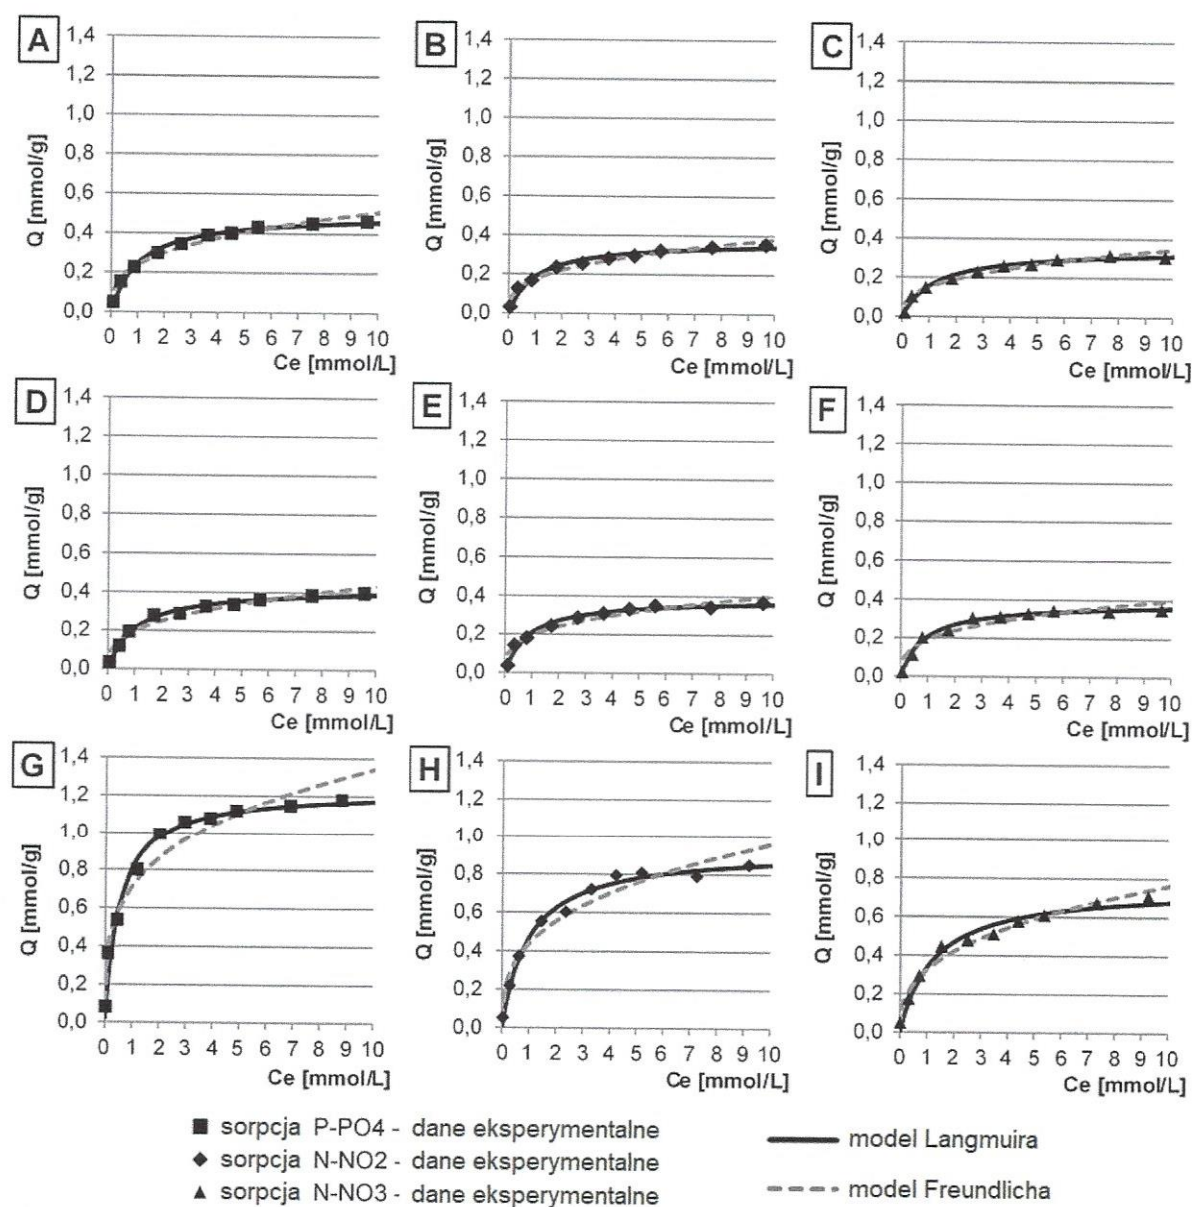 A
1,4
1,2
1,0
0,8
0,6
0,4
0,2
0,0
Q [mmol/g]
0 1 2 3 4 5 6 7 8 9 10
Ce [mmol/L]
B
1,4
1,2
1,0
0,8
0,6
0,4
0,2
0,0
Q [mmol/g]
0 1 2 3 4 5 6 7 8 9 10
Ce [mmol/L]
C
1,4
1,2
1,0
0,8
0,6
0,4
0,2
0,0
Q [mmol/g]
0 1 2 3 4 5 6 7 8 9 10
Ce [mmol/L]
D
1,4
1,2
1,0
0,8
0,6
0,4
0,2
0,0
Q [mmol/g]
0 1 2 3 4 5 6 7 8 9 10
Ce [mmol/L]
E
1,4
1,2
1,0
0,8
0,6
0,4
0,2
0,0
Q [mmol/g]
0 1 2 3 4 5 6 7 8 9 10
Ce [mmol/L]
F
1,4
1,2
1,0
0,8
0,6
0,4
0,2
0,0
Q [mmol/g]
0 1 2 3 4 5 6 7 8 9 10
Ce [mmol/L]
G
1,4
1,2
1,0
0,8
0,6
0,4
0,2
0,0
Q [mmol/g]
0 1 2 3 4 5 6 7 8 9 10
Ce [mmol/L]
H
1,4
1,2
1,0
0,8
0,6
0,4
0,2
0,0
Q [mmol/g]
0 1 2 3 4 5 6 7 8 9 10
Ce [mmol/L]
I
1,4
1,2
1,0
0,8
0,6
0,4
0,2
0,0
Q [mmol/g]
0 1 2 3 4 5 6 7 8 9 10
Ce [mmol/L]
sorpcja P-PO4 - dane eksperymentalne
sorpcja N-NO2 - dane eksperymentalne
sorpcja N-NO3 - dane eksperymentalne
model Langmuira
model Freundlicha